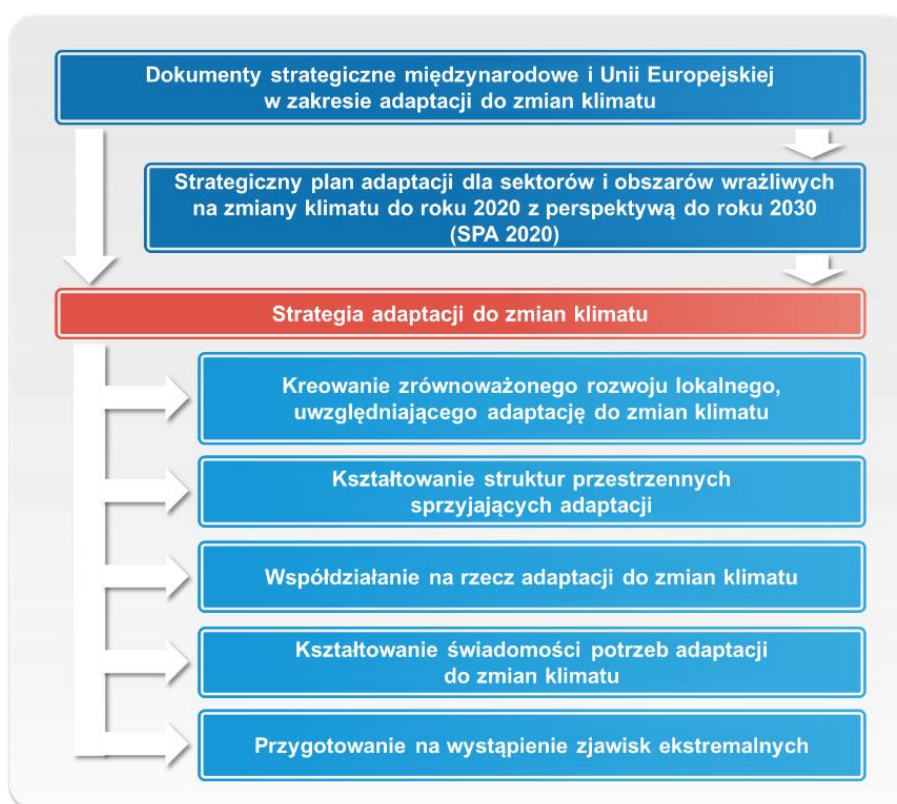 Dokumenty strategiczne międzynarodowe i Unii Europejskiej
w zakresie adaptacji do zmian klimatu
Strategiczny plan adaptacji dla sektorów i obszarów wrażliwych
na zmiany klimatu do roku 2020 z perspektywą do roku 2030
(SPA 2020)
Strategia adaptacji do zmian klimatu
Kreowanie zrównoważonego rozwoju lokalnego,
uwzględniającego adaptację do zmian klimatu
Kształtowanie struktur przestrzennych
sprzyjających adaptacji
Współdziałanie na rzecz adaptacji do zmian klimatu
Kształtowanie świadomości potrzeb adaptacji
do zmian klimatu
Przygotowanie na wystąpienie zjawisk ekstremalnych